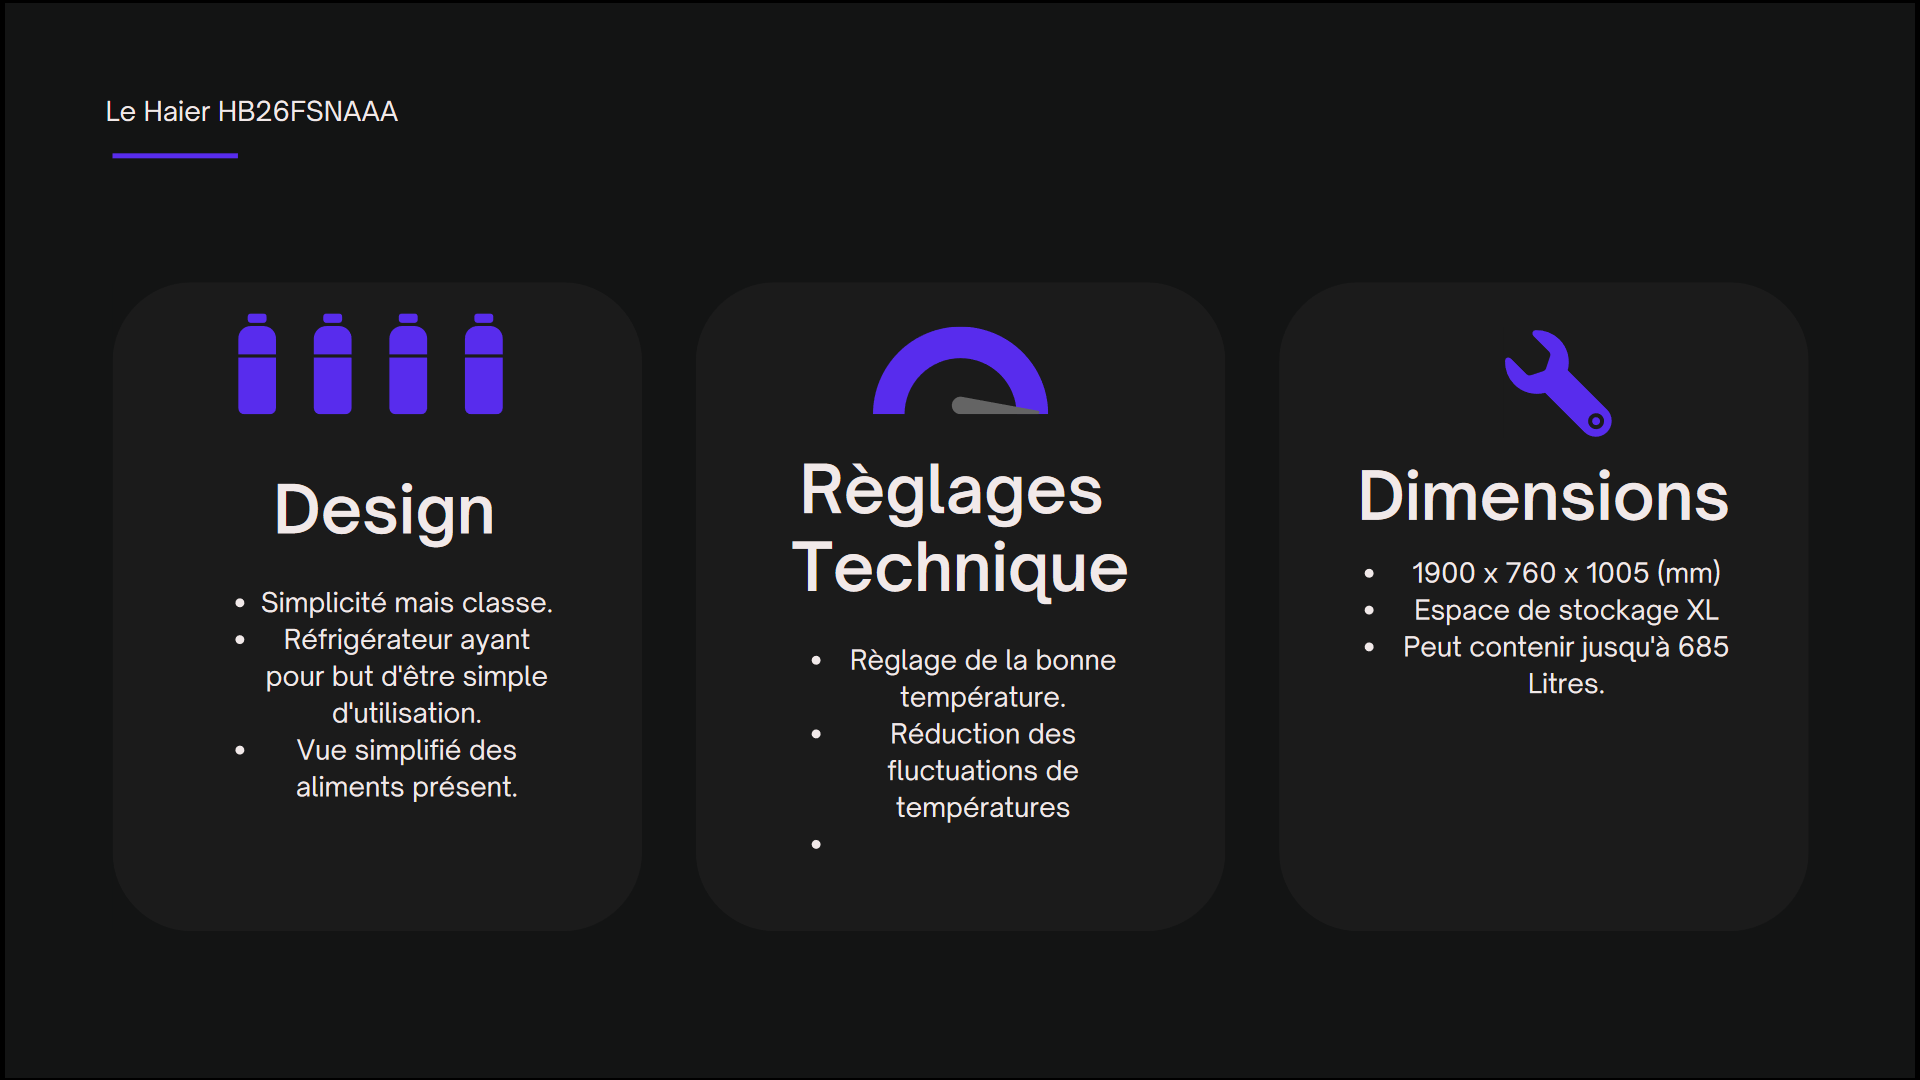 Le Haier HB26FSNAAA
Design
• Simplicité mais classe.
• Réfrigérateur ayant
pour but d'être simple
d'utilisation.
• Vue simplifié des
aliments présent.
Règlages
Technique
• Règlage de la bonne
température.
• Réduction des
fluctuations de
températures
•
Dimensions
• 1900 x 760 x 1005 (mm)
• Espace de stockage XL
• Peut contenir jusqu'à 685
Litres.